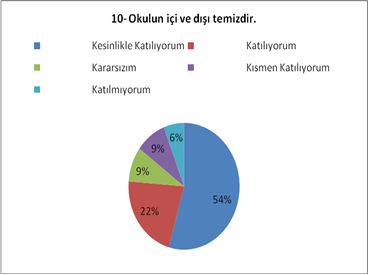 10- Okulun içi ve dışı temizdir.
Kesinlikle Katılıyorum Katılıyorum
Kararsızım Kısmen Katılıyorum
Katılmıyorum
6%
9%
9%
54%
22%